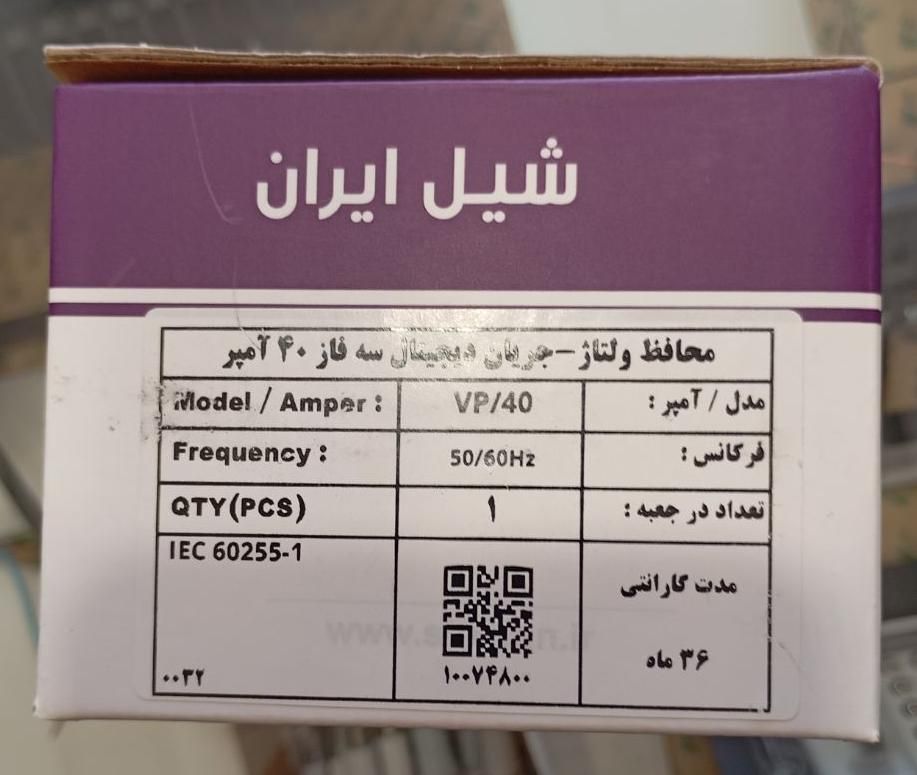 شیل ایران
محافظ ولتاژ-جریان دیجیتال سه فاز ۴۰ آمپر
Model / Amper : VP/40 مدل / آمپر :
Frequency : 50/60Hz فرکانس :
QTY(PCS) ۱ تعداد در جعبه :
IEC 60255-1
مدت گارانتی
۳۶ ماه
۰۰۳۲
۱۰۰۷۴۸۰۰